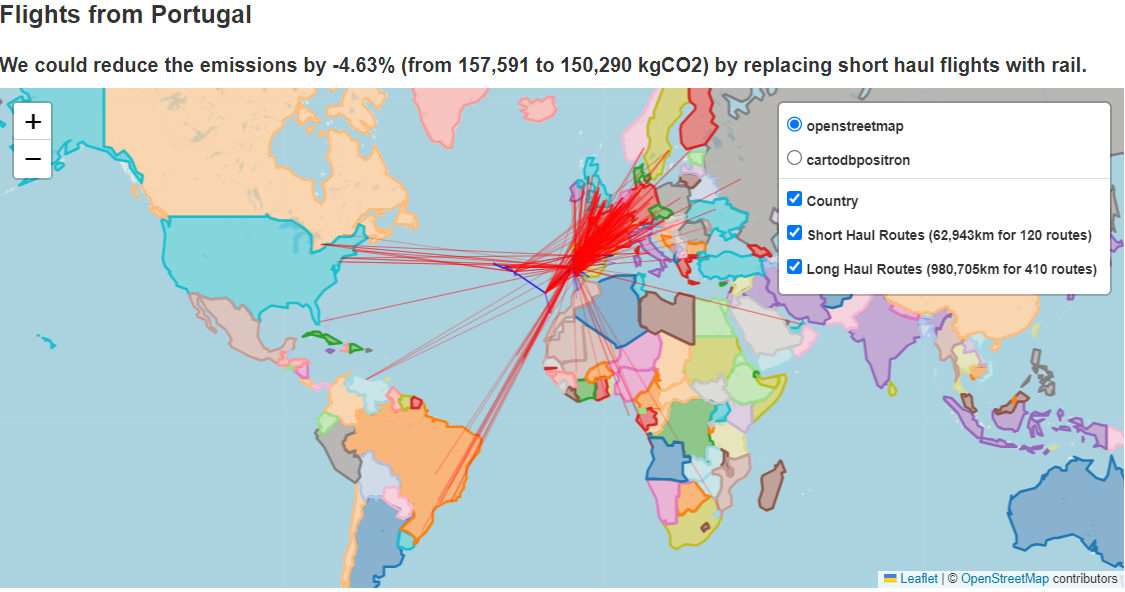 Flights from Portugal
We could reduce the emissions by -4.63% (from 157,591 to 150,290 kgCO2) by replacing short haul flights with rail.
+
−
openstreetmap
cartodbpositron
Country
Short Haul Routes (62,943km for 120 routes)
Long Haul Routes (980,705km for 410 routes)
Leaflet | © OpenStreetMap contributors